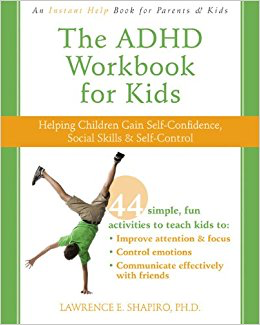 An Instant Help Book for Parents & Kids
The ADHD
Workbook
for Kids
Helping Children Gain Self-Confidence,
Social Skills & Self-Control
44 simple, fun
activities to teach kids to:
• Improve attention & focus
• Control emotions
• Communicate effectively
with friends
LAWRENCE E. SHAPIRO, PH.D.